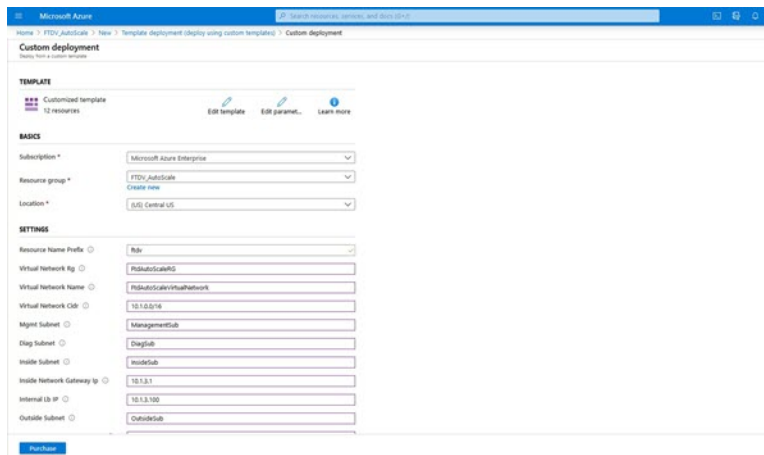 Microsoft Azure
Search resources, services, and docs (G+/)
Home > FTDV_AutoScale > New > Template deployment (deploy using custom templates) > Custom deployment
Custom deployment
Deploy from a custom template
TEMPLATE
Customized template
12 resources
Edit template
Edit paramet...
Learn more
BASICS
Subscription *
Microsoft Azure Enterprise
Resource group *
FTDV_AutoScale
Create new
Location *
(US) Central US
SETTINGS
Resource Name Prefix
ftdv
Virtual Network Rg
FtdAutoScaleRG
Virtual Network Name
FtdAutoScaleVirtualNetwork
Virtual Network Cidr
10.1.0.0/16
Mgmt Subnet
ManagementSub
Diag Subnet
DiagSub
Inside Subnet
InsideSub
Inside Network Gateway Ip
10.1.3.1
Internal Lb IP
10.1.3.100
Outside Subnet
OutsideSub
Purchase